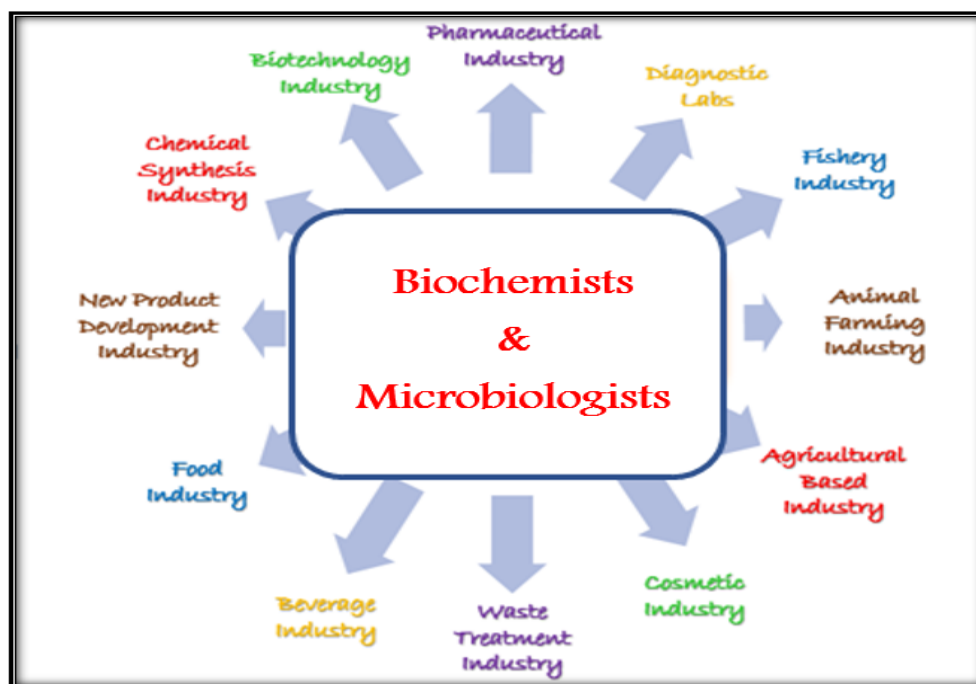 Pharmaceutical
Industry
Biotechnology
Industry
Diagnostic
Labs
Chemical
Synthesis
Industry
Fishery
Industry
Biochemists
&
Microbiologists
New Product
Development
Industry
Animal
Farming
Industry
Food
Industry
Agricultural
Based
Industry
Beverage
Industry
Waste
Treatment
Industry
Cosmetic
Industry